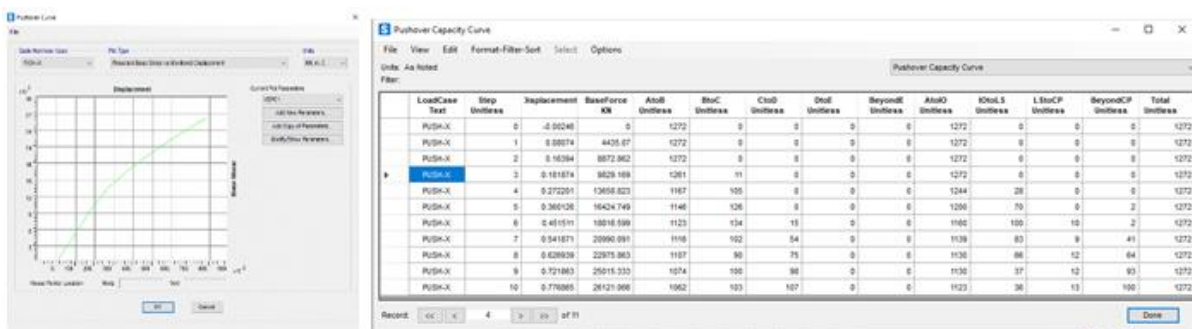 Pushover Curve
File
Static Nonlinear Case
Plot Type
Units
PUSH-X
Resultant Base Shear vs Monitored Displacement
KN, m, C
Displacement
Current Plot Parameters
Add New Parameters...
Add Copy of Parameters...
Modify/Show Parameters...
Mouse Pointer Location
OK
Cancel
Pushover Capacity Curve
File View Edit Format-Filter-Sort Select Options
Units: As Noted
Pushover Capacity Curve
Filter:
LoadCase Step Displacement BaseForce AtoB BtoC CtoD DtoE BeyondE AtoIO IOtoLS LStoCP BeyondCP Total
Text Unitless KN Unitless Unitless Unitless Unitless Unitless Unitless Unitless Unitless Unitless Unitless
PUSH-X 0 -0.00246 0 1272 0 0 0 0 1272 0 0 0 1272
PUSH-X 1 4435.07 1272 0 0 0 0 1272 0 0 0 1272
PUSH-X 2 0.16394 8872.862 1272 0 0 0 0 1272 0 0 0 1272
PUSH-X 3 0.181874 9829.169 1261 11 0 0 0 1272 0 0 0 1272
PUSH-X 4 0.272201 13658.823 1167 105 0 0 0 1244 28 0 0 1272
PUSH-X 5 0.360126 16424.749 1146 126 0 0 0 1200 70 0 2 1272
PUSH-X 6 0.451511 1123 134 15 0 0 1160 100 10 2 1272
PUSH-X 7 0.541871 20990.091 1116 102 54 0 0 1139 83 9 41 1272
PUSH-X 8 0.628939 22975.863 1107 90 75 0 0 1130 66 12 64 1272
PUSH-X 9 0.721863 25015.333 1074 100 98 0 0 1130 37 12 93 1272
PUSH-X 10 0.776865 26121.066 1062 103 107 0 0 1123 36 13 100 1272
Record: << < 4 > >> of 11
Done